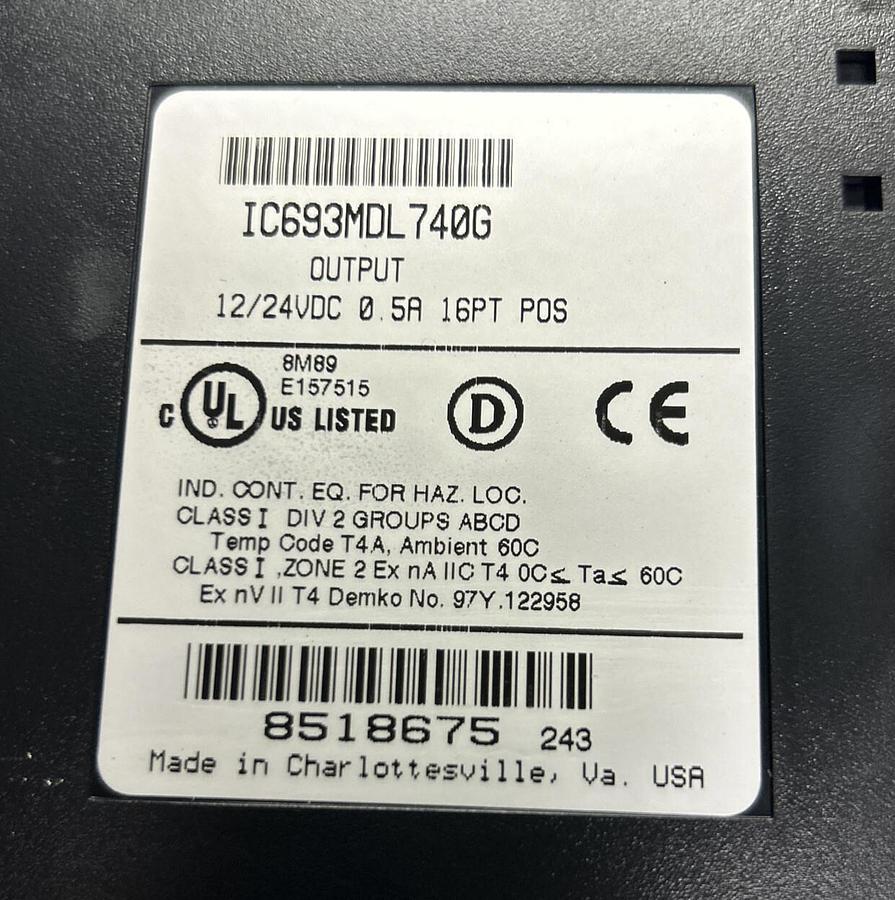 IC693MDL740G
OUTPUT
12/24VDC 0.5A 16PT POS
8M89
E157515
C UL US LISTED
D
CE
IND. CONT. EQ. FOR HAZ. LOC.
CLASS I DIV 2 GROUPS ABCD
Temp Code T4A, Ambient 60C
CLASS I ,ZONE 2 Ex nA IIC T4 0C≤ Ta≤ 60C
Ex nV II T4 Demko No. 97Y.122958
8518675 243
Made in Charlottesville, Va. USA